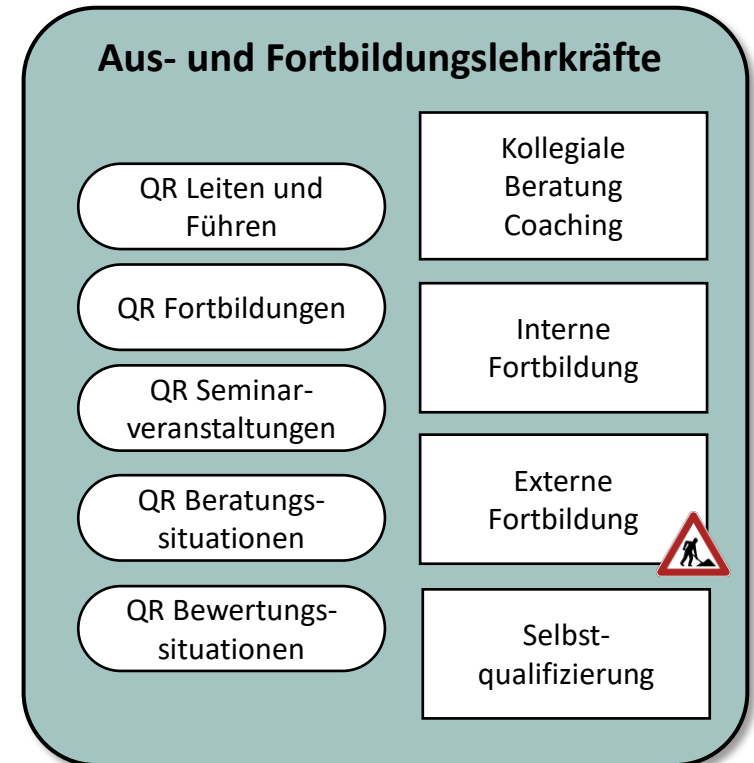 Aus- und Fortbildungslehrkräfte
QR Leiten und
Führen
QR Fortbildungen
QR Seminar-
veranstaltungen
QR Beratungs-
situationen
QR Bewertungs-
situationen
Kollegiale
Beratung
Coaching
Interne
Fortbildung
Externe
Fortbildung
Selbst-
qualifizierung